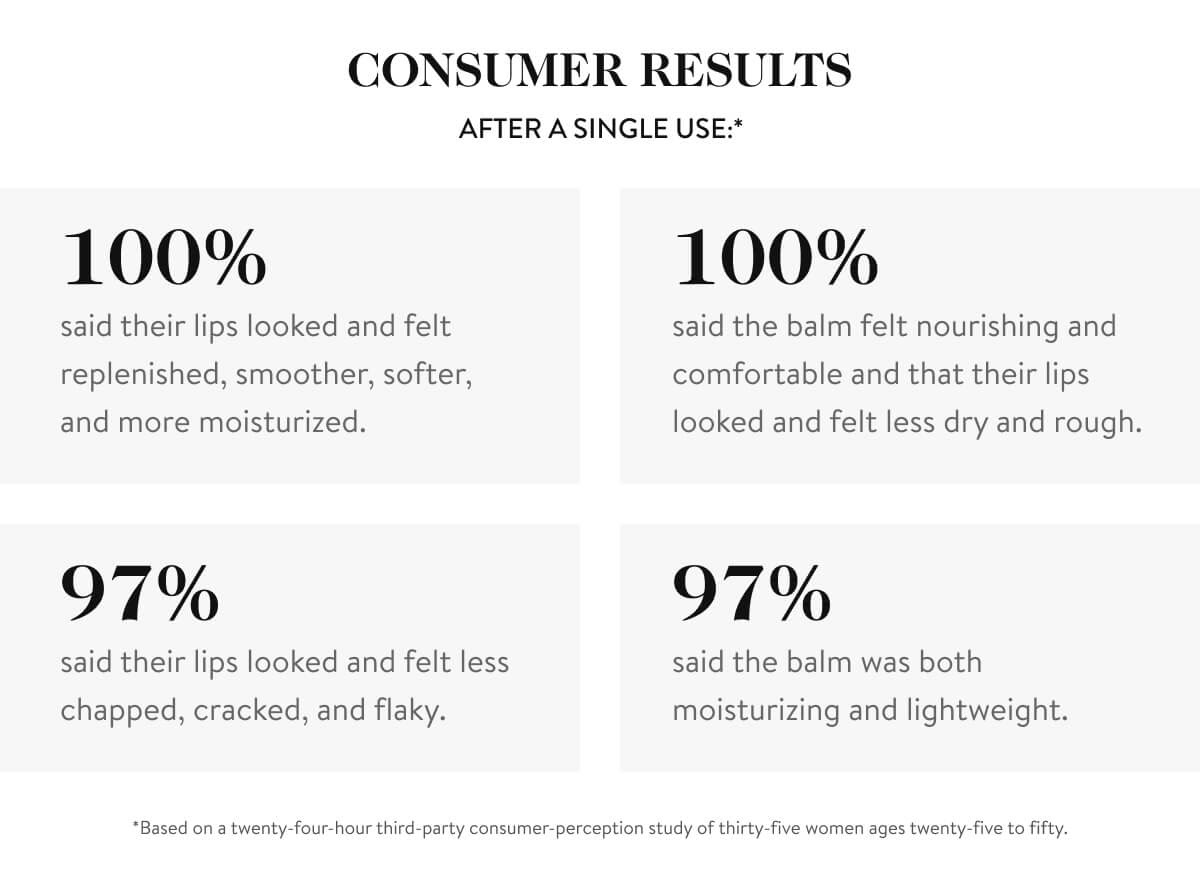 CONSUMER RESULTS
AFTER A SINGLE USE:*
100%
said their lips looked and felt
replenished, smoother, softer,
and more moisturized.
100%
said the balm felt nourishing and
comfortable and that their lips
looked and felt less dry and rough.
97%
said their lips looked and felt less
chapped, cracked, and flaky.
97%
said the balm was both
moisturizing and lightweight.
*Based on a twenty-four-hour third-party consumer-perception study of thirty-five women ages twenty-five to fifty.